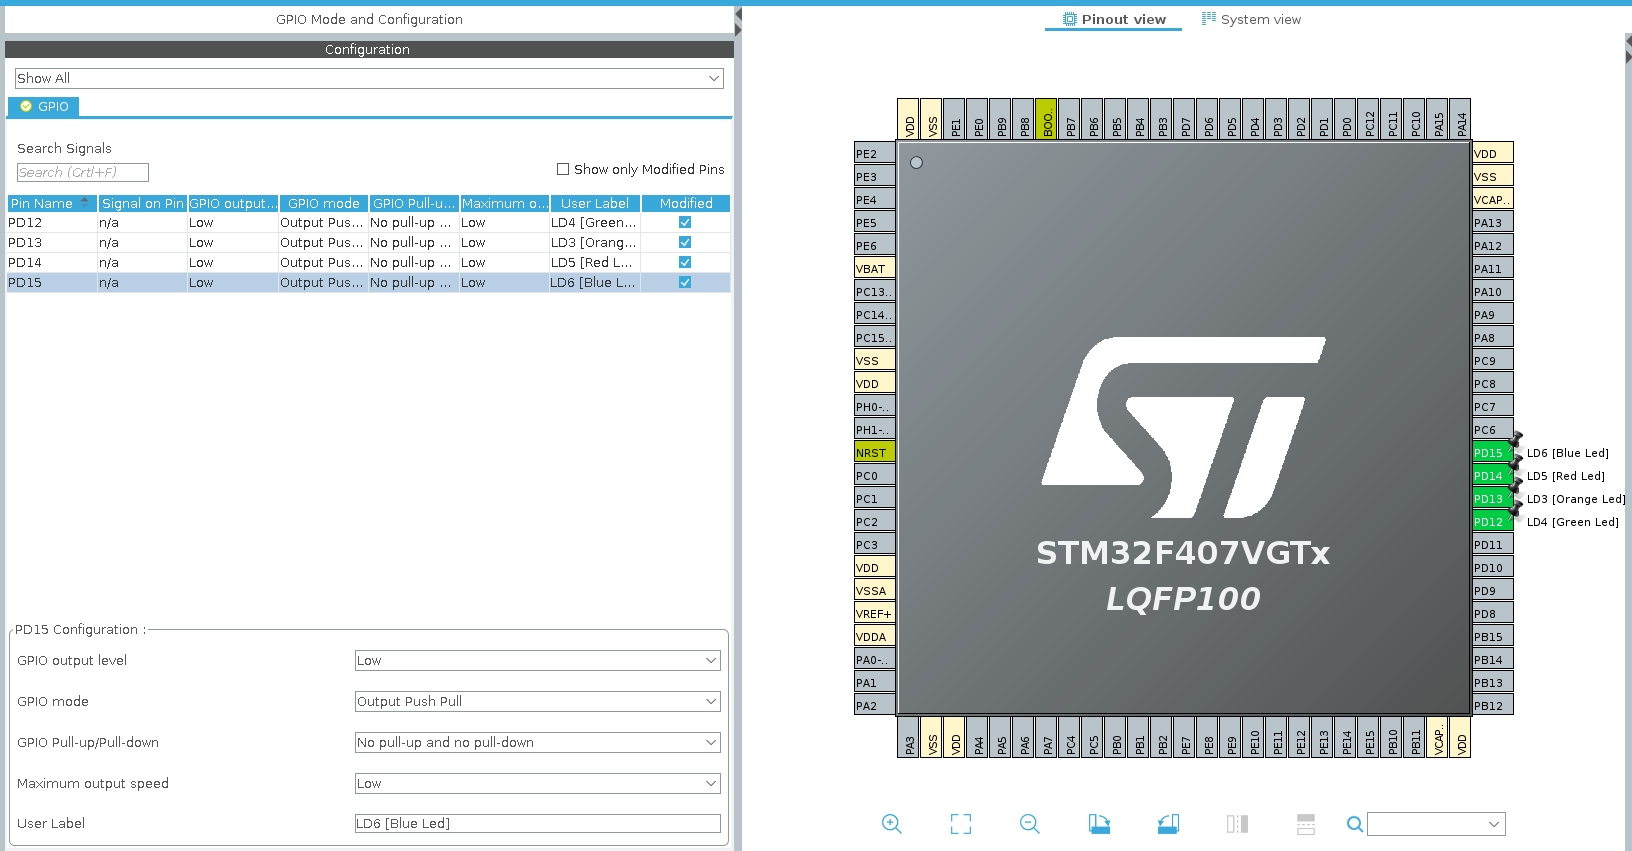 GPIO Mode and Configuration
Configuration
Show All
GPIO
Search Signals
Search (Crtl+F)
Show only Modified Pins
Pin Name Signal on Pin GPIO output... GPIO mode GPIO Pull-u... Maximum o... User Label Modified
PD12 n/a Low Output Pus... No pull-up ... Low LD4 [Green...
PD13 n/a Low Output Pus... No pull-up ... Low LD3 [Orang...
PD14 n/a Low Output Pus... No pull-up ... Low LD5 [Red L...
PD15 n/a Low Output Pus... No pull-up ... Low LD6 [Blue L...
PD15 Configuration :
GPIO output level Low
GPIO mode Output Push Pull
GPIO Pull-up/Pull-down No pull-up and no pull-down
Maximum output speed Low
User Label LD6 [Blue Led]
Pinout view System view
VDD VSS PE1 PE0 PB9 PB8 BOO.. PB7 PB6 PB5 PB4 PB3 PD7 PD6 PD5 PD4 PD3 PD2 PD1 PD0 PC12 PC11 PC10 PA15 PA14
PE2
PE3
PE4
PE5
PE6
VBAT
PC13..
PC14..
PC15..
VSS
VDD
PH0-..
PH1-..
NRST
PC0
PC1
PC2
PC3
VDD
VSSA
VREF+
VDDA
PA0-..
PA1
PA2
ST
STM32F407VGTx
LQFP100
VDD
VSS
VCAP..
PA13
PA12
PA11
PA10
PA9
PA8
PC9
PC8
PC7
PC6
PD15 LD6 [Blue Led]
PD14 LD5 [Red Led]
PD13 LD3 [Orange Led]
PD12 LD4 [Green Led]
PD11
PD10
PD9
PD8
PB15
PB14
PB13
PB12
PA3 VSS VDD PA4 PA5 PA6 PA7 PC4 PC5 PB0 PB1 PB2 PE7 PE8 PE9 PE10 PE11 PE12 PE13 PE14 PE15 PB10 PB11 VCAP.. VDD